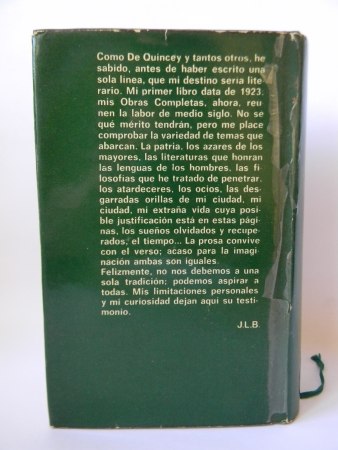 Como De Quincey y tantos otros, he
sabido, antes de haber escrito una
sola línea, que mi destino sería lite
rario. Mi primer libro data de 1923;
mis Obras Completas, ahora, reú
nen la labor de medio siglo. No sé
qué mérito tendrán, pero me place
comprobar la variedad de temas que
abarcan. La patria, los azares de los
mayores, las literaturas que honran
las lenguas de los hombres, las fi
losofías que he tratado de penetrar,
los atardeceres, los ocios, las des
garradas orillas de mi ciudad, mi
ciudad, mi extraña vida cuya posi
ble justificación está en estas pági
nas, los sueños olvidados y recupe
rados, el tiempo... La prosa convive
con el verso; acaso para la imagi
nación ambas son iguales.
Felizmente, no nos debemos a una
sola tradición; podemos aspirar a
todas. Mis limitaciones personales
y mi curiosidad dejan aquí su testi
monio.
J.L.B.